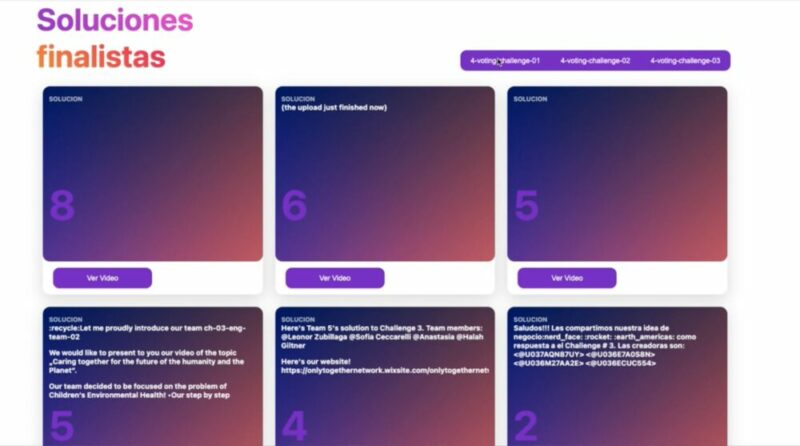 Soluciones
finalistas
4-voting-challenge-01 4-voting-challenge-02 4-voting-challenge-03
SOLUCION
8
Ver Video
SOLUCION
(the upload just finished now)
6
Ver Video
SOLUCION
5
Ver Video
SOLUCION
:recycle:Let me proudly introduce our team ch-03-eng-
team-02
We would like to present to you our video of the topic
„Caring together for the future of the humanity and the
Planet“.
Our team decided to be focused on the problem of
Children’s Environmental Health! •Our step by step
5
SOLUCION
Here's Team 5's solution to Challenge 3. Team members:
@Leonor Zubillaga @Sofia Ceccarelli @Anastasia @Halah
Giltner
Here's our website!
https://onlytogethernetwork.wixsite.com/onlytogethernet
4
SOLUCION
Saludos!!! Les compartimos nuestra idea de
negocio:nerd_face: :rocket: :earth_americas: como
respuesta a el Challenge # 3. Las creadoras son:
<@U037AQN87UY> <@U036E7A0S8N>
<@U036M27AA2E> <@U036ECUC554>
2